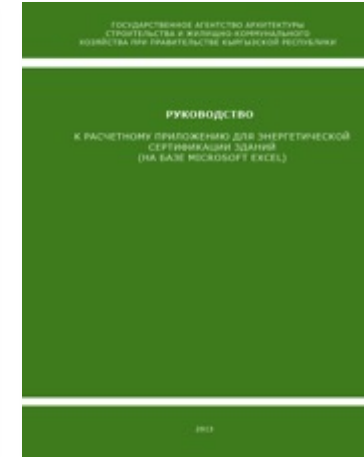 ГОСУДАРСТВЕННОЕ АГЕНТСТВО АРХИТЕКТУРЫ
СТРОИТЕЛЬСТВА И ЖИЛИЩНО-КОММУНАЛЬНОГО
ХОЗЯЙСТВА ПРИ ПРАВИТЕЛЬСТВЕ КЫРГЫЗСКОЙ РЕСПУБЛИКИ
РУКОВОДСТВО
К РАСЧЕТНОМУ ПРИЛОЖЕНИЮ ДЛЯ ЭНЕРГЕТИЧЕСКОЙ
СЕРТИФИКАЦИИ ЗДАНИЙ
(НА БАЗЕ MICROSOFT EXCEL)